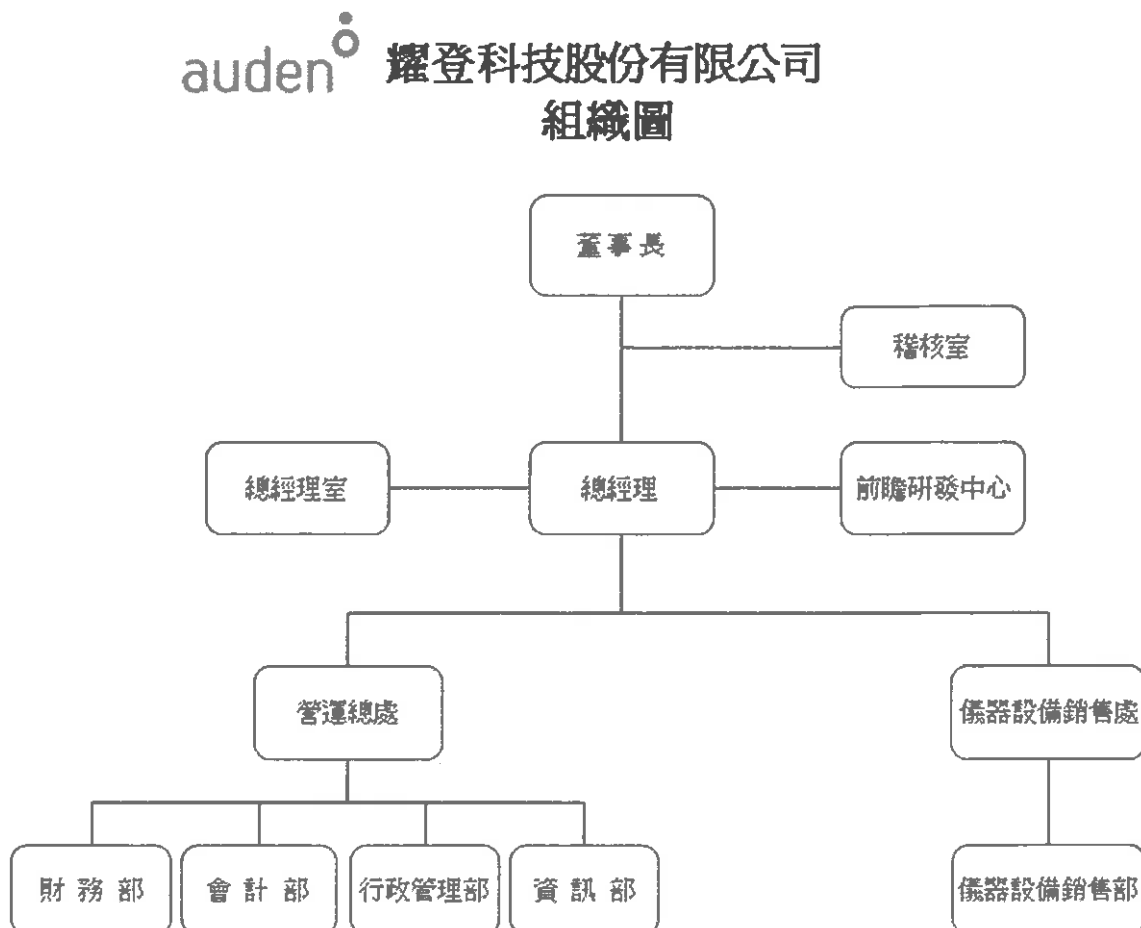 auden 耀登科技股份有限公司
組織圖
董事長
稽核室
總經理室
總經理
前瞻研發中心
營運總處
儀器設備銷售處
財務部
會計部
行政管理部
資訊部
儀器設備銷售部